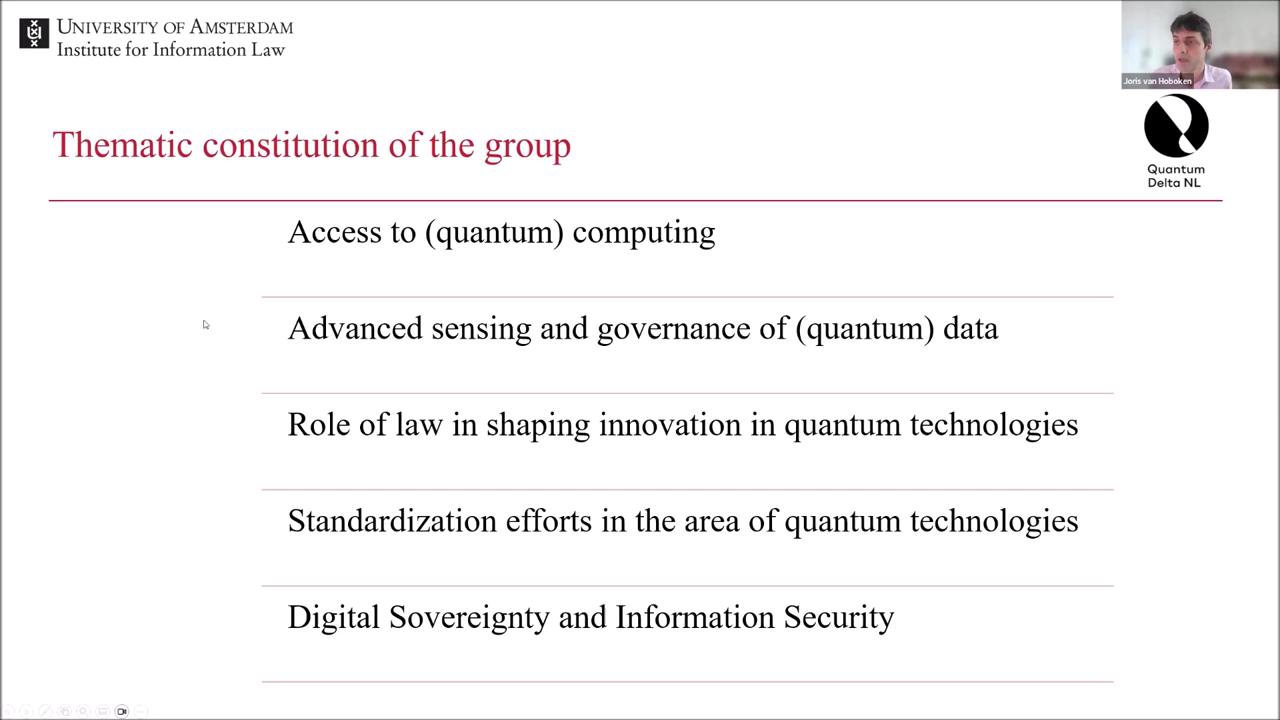 UNIVERSITY OF AMSTERDAM
Institute for Information Law
Joris van Hoboken
Thematic constitution of the group
Quantum
Delta NL
Access to (quantum) computing
Advanced sensing and governance of (quantum) data
Role of law in shaping innovation in quantum technologies
Standardization efforts in the area of quantum technologies
Digital Sovereignty and Information Security